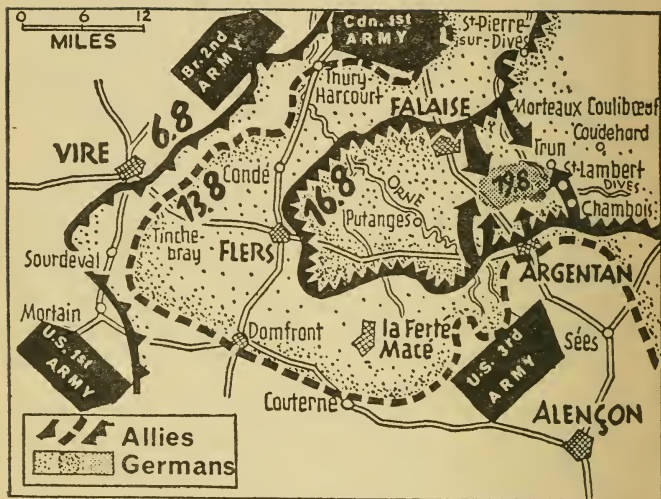 0 6 12
MILES
Br. 2nd
ARMY
Cdn. 1st
ARMY
St-Pierre
-sur-Dives
Thury
Harcourt
FALAISE
Morteaux Coulibœuf
Coudehard
Trun
St-Lambert
DIVES
Chambois
6.8
VIRE
13.8
Condé
16.8
ORNE
Putanges
19.8
Tinche-
bray
FLERS
ARGENTAN
Sourdeval
Mortain
U.S. 1st
ARMY
Domfront
la Ferté
Macé
U.S. 3rd
ARMY
Sées
Couterne
ALENÇON
Allies
Germans